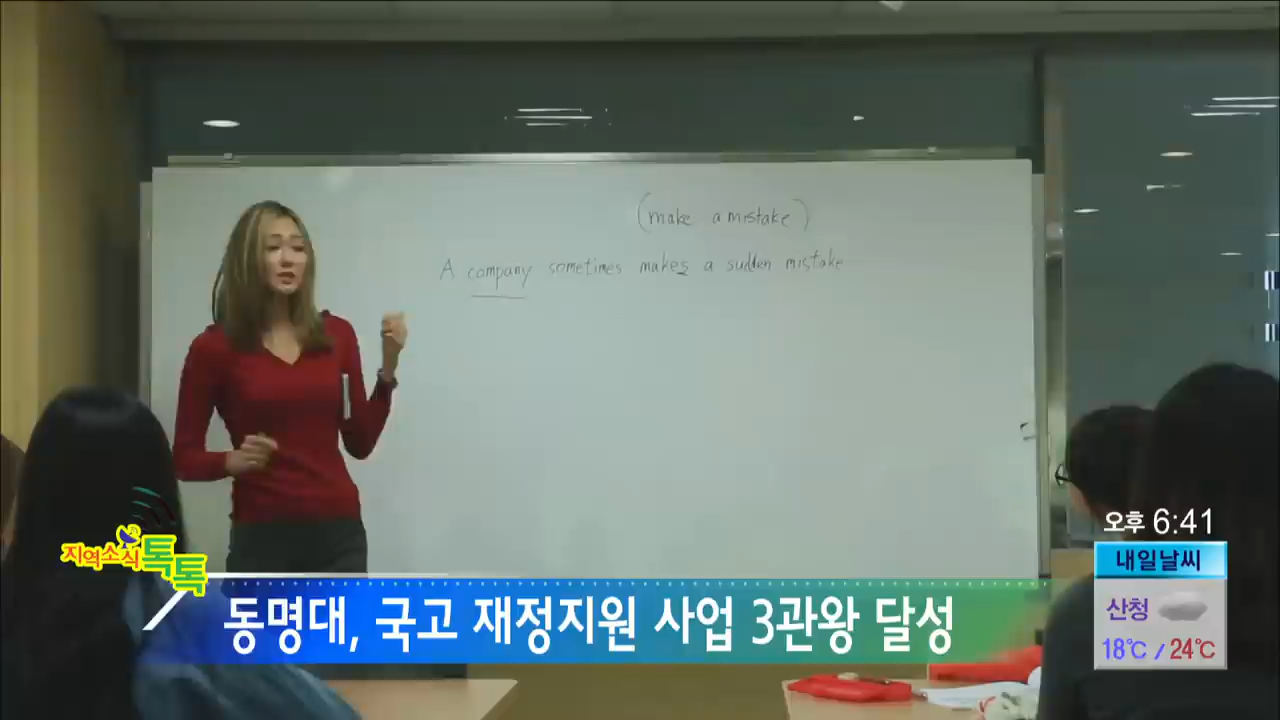 (make a mistake)
A company sometimes makes a sudden mistake
오후 6:41
내일날씨
산청
18℃ / 24℃
지역소식톡톡
동명대, 국고 재정지원 사업 3관왕 달성